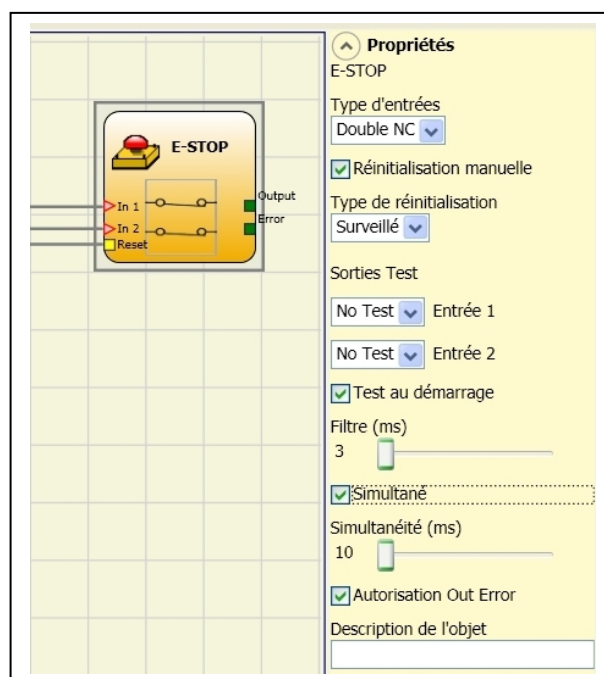 E-STOP
In 1
In 2
Reset
Output
Error
Propriétés
E-STOP
Type d'entrées
Double NC
Réinitialisation manuelle
Type de réinitialisation
Surveillé
Sorties Test
No Test Entrée 1
No Test Entrée 2
Test au démarrage
Filtre (ms)
3
Simultané
Simultanéité (ms)
10
Autorisation Out Error
Description de l'objet